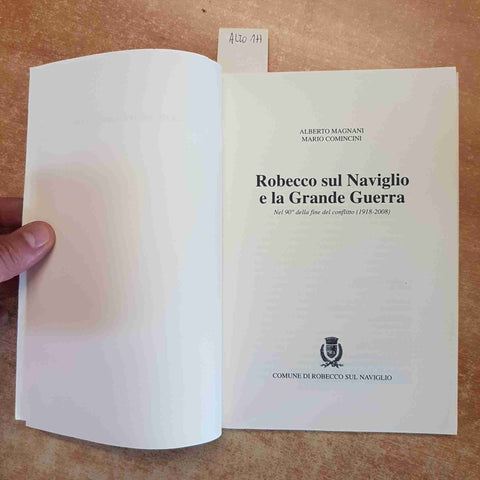 ALTO 177
ALBERTO MAGNANI
MARIO COMINCINI
Robecco sul Naviglio
e la Grande Guerra
Nel 90° della fine del conflitto (1918-2008)
COMUNE DI ROBECCO SUL NAVIGLIO